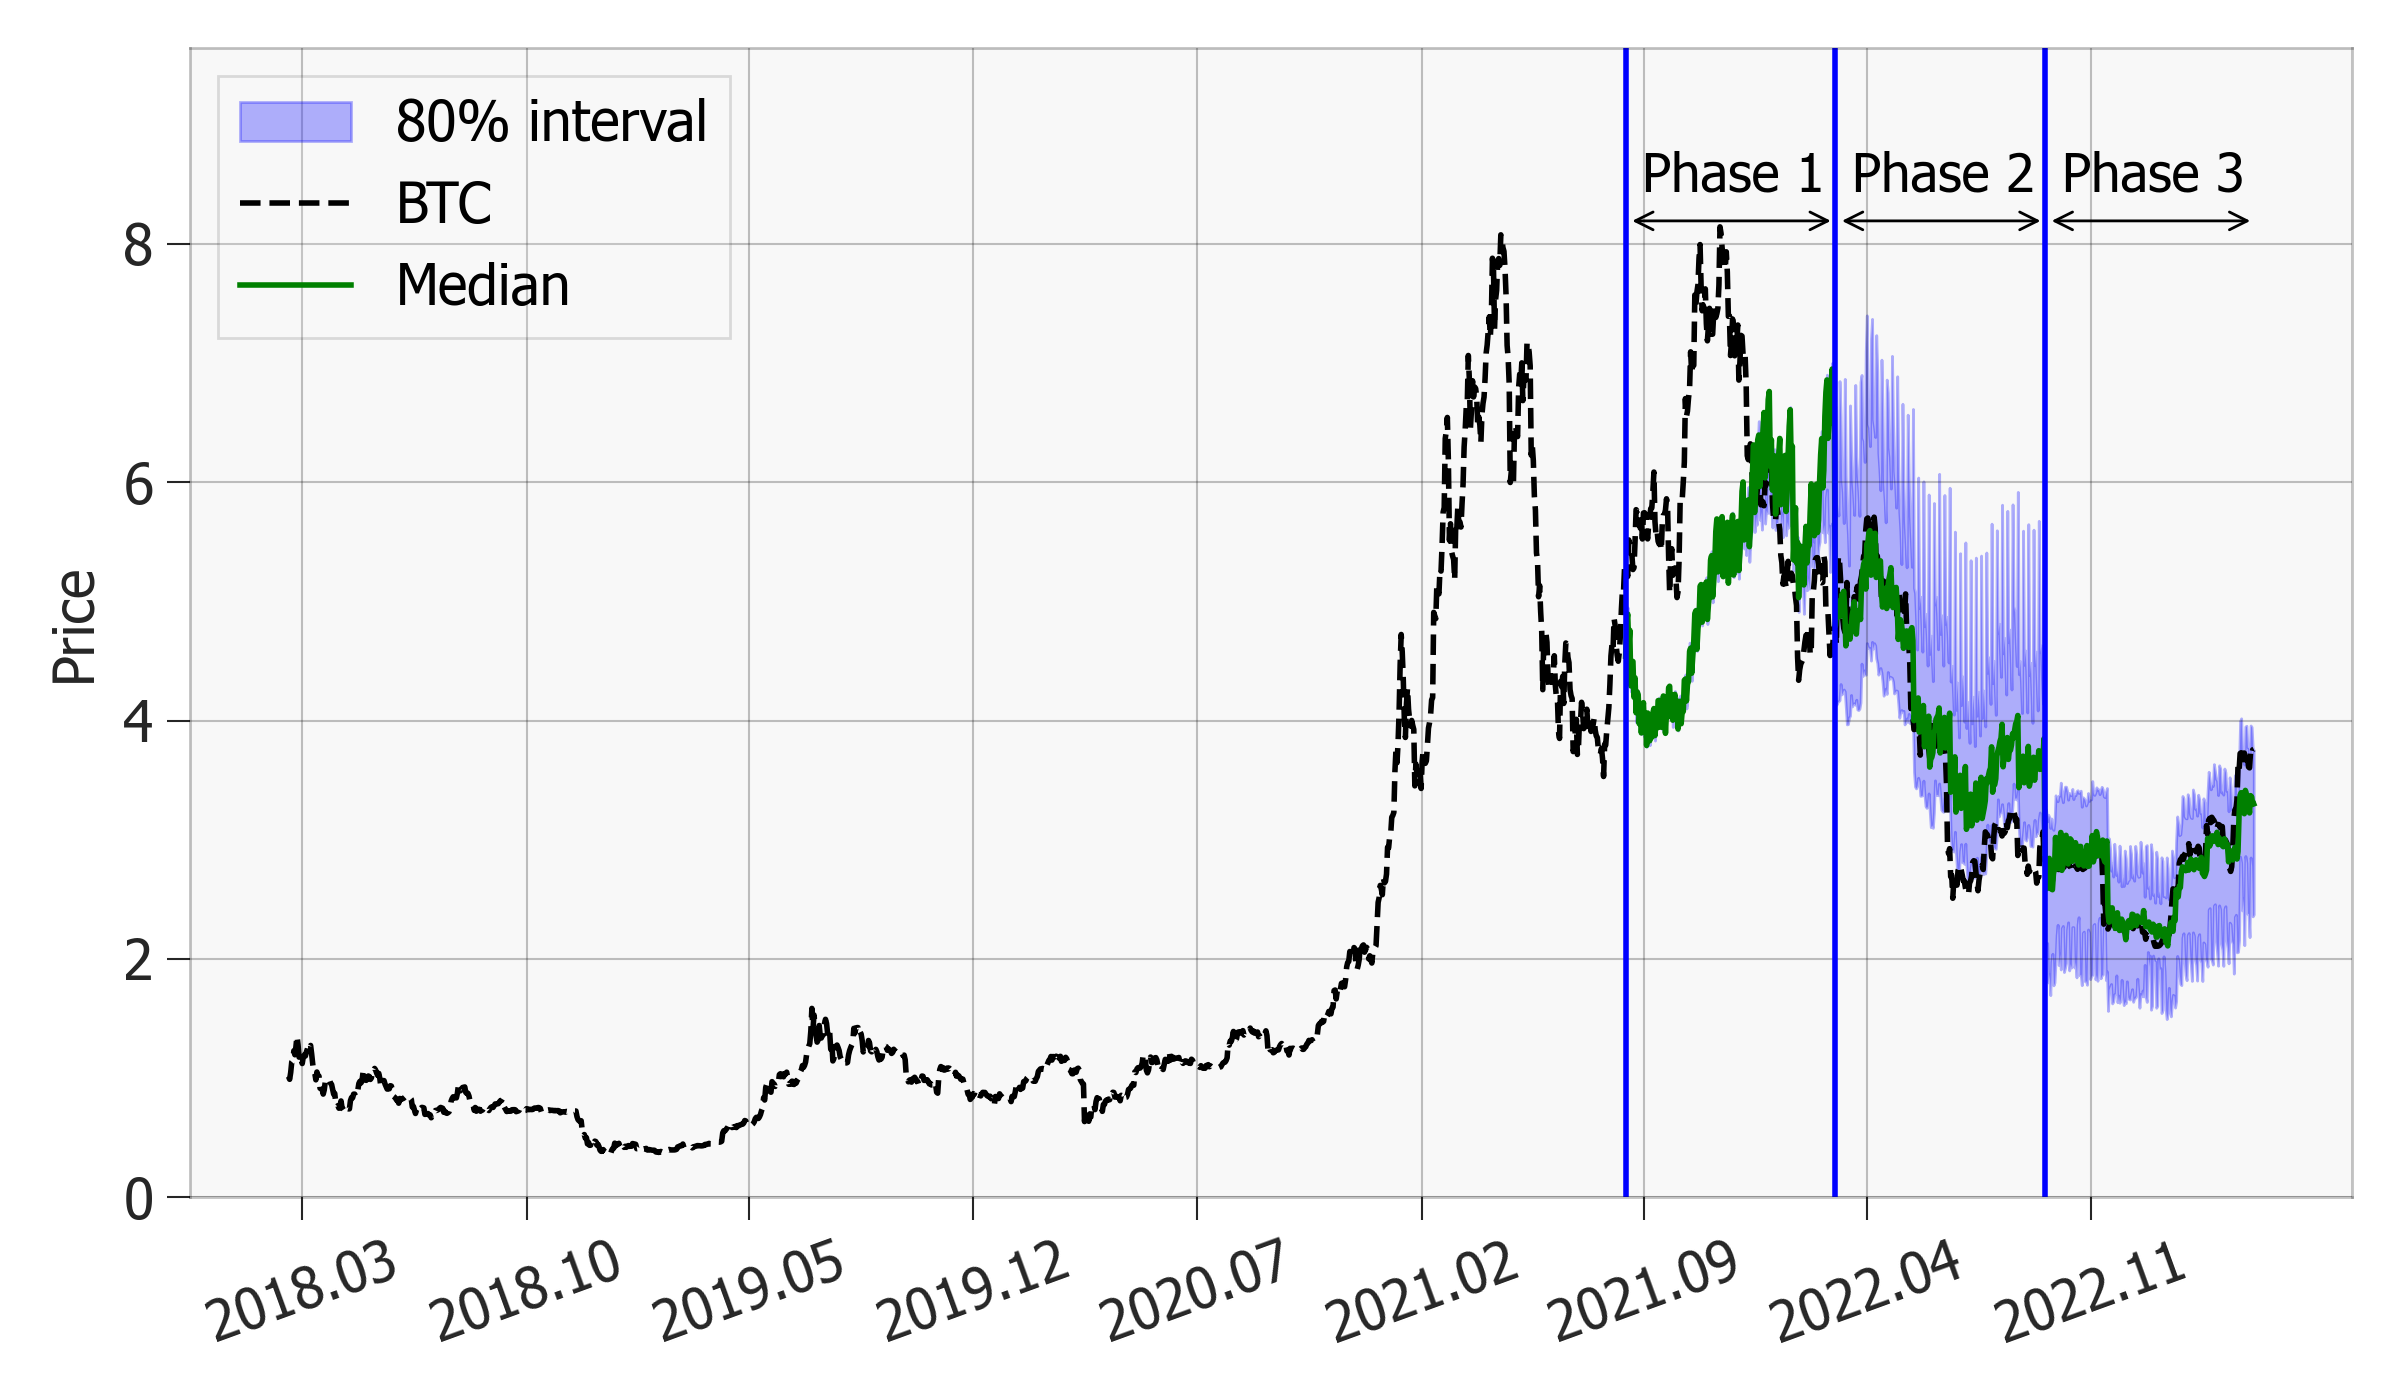 80% interval
BTC
Median
Phase 1
Phase 2
Phase 3
Price
8
6
4
2
0
2018.03
2018.10
2019.05
2019.12
2020.07
2021.02
2021.09
2022.04
2022.11